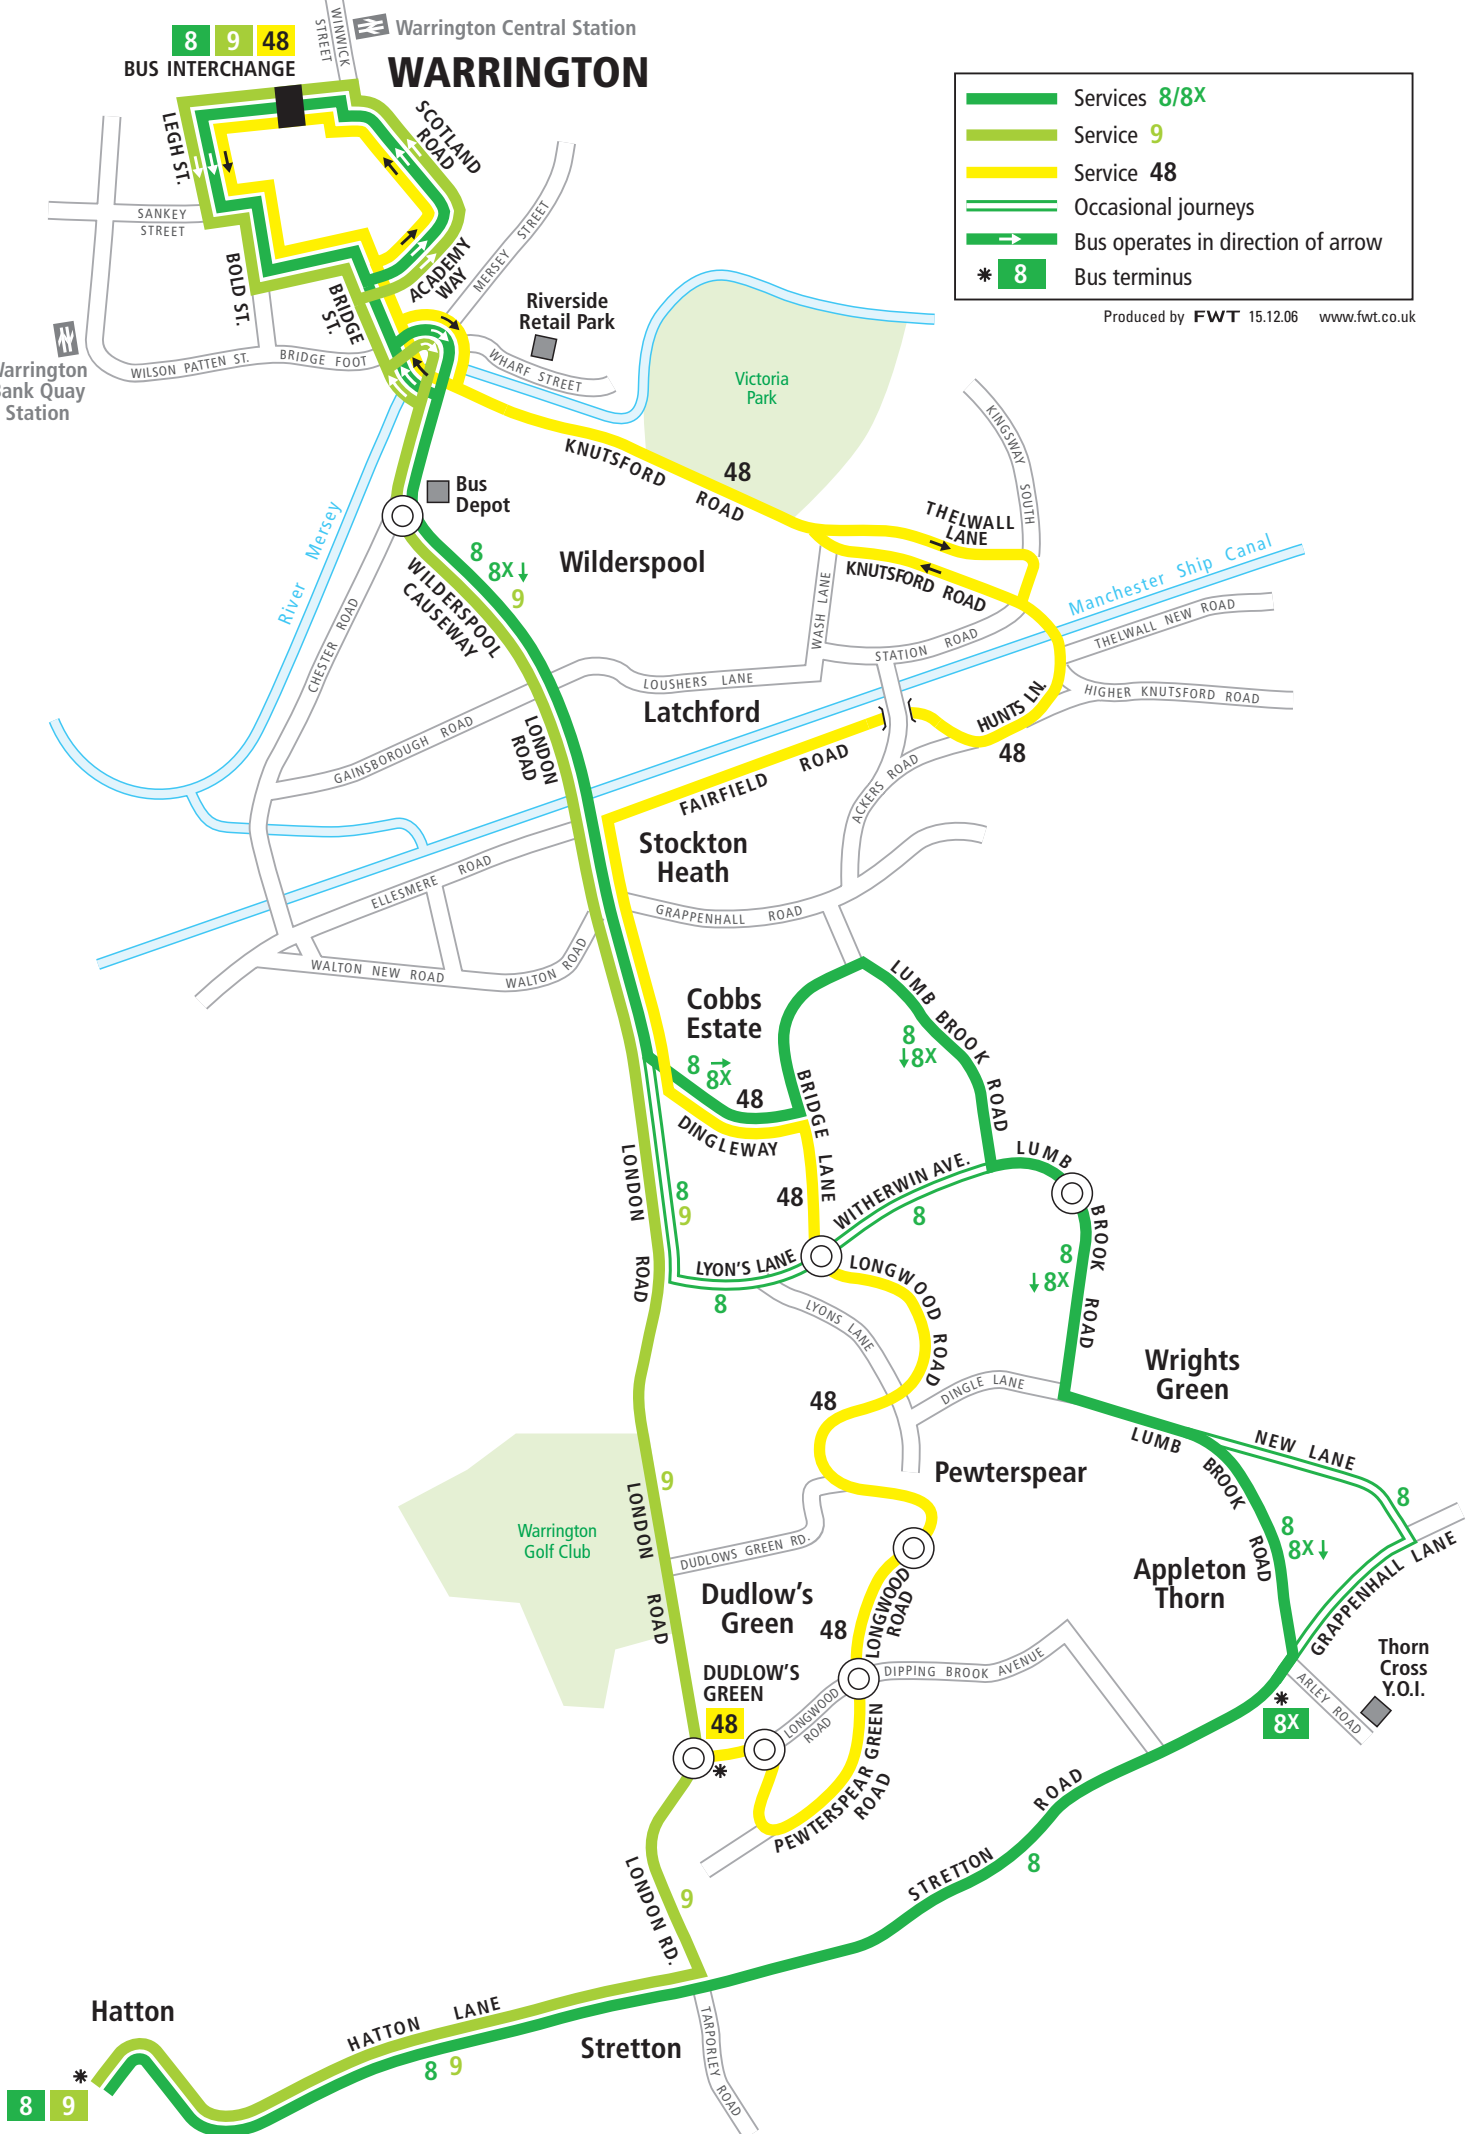 WINWICK
STREET
Warrington Central Station
8 9 48
BUS INTERCHANGE
WARRINGTON
SCOTLAND
ROAD
LEGH ST.
SANKEY
STREET
BOLD ST.
BRIDGE
ST.
ACADEMY
WAY
MERSEY STREET
Services 8/8X
Service 9
Service 48
Occasional journeys
Bus operates in direction of arrow
* 8 Bus terminus
Produced by FWT 15.12.06 www.fwt.co.uk
Riverside
Retail Park
WHARF STREET
Warrington
Bank Quay
Station
WILSON PATTEN ST.
BRIDGE FOOT
Victoria
Park
KINGSWAY SOUTH
KNUTSFORD ROAD
48
Bus
Depot
River Mersey
THELWALL
LANE
KNUTSFORD ROAD
Wilderspool
8
8X
9
WILDERSPOOL
CAUSEWAY
CHESTER ROAD
WASH LANE
STATION ROAD
Manchester Ship Canal
THELWALL NEW ROAD
HIGHER KNUTSFORD ROAD
LOUSHERS LANE
Latchford
HUNTS LN.
48
GAINSBOROUGH ROAD
LONDON
ROAD
FAIRFIELD ROAD
ACKERS ROAD
Stockton
Heath
ELLESMERE ROAD
GRAPPENHALL ROAD
WALTON NEW ROAD
WALTON ROAD
Cobbs
Estate
LUMB BROOK ROAD
8
8X
8
8X
48
DINGLEWAY
BRIDGE LANE
48
LONDON ROAD
8
9
WITHERWIN AVE.
8
LUMB BROOK ROAD
8
8X
LYON'S LANE
8
LYONS LANE
LONGWOOD ROAD
48
DINGLE LANE
Wrights
Green
LUMB BROOK ROAD
NEW LANE
8
8
8X
GRAPPENHALL LANE
Pewterspear
9
LONDON ROAD
Warrington
Golf Club
DUDLOWS GREEN RD.
Appleton
Thorn
Dudlow's
Green
48
LONGWOOD
ROAD
DIPPING BROOK AVENUE
Thorn
Cross
Y.O.I.
ARLEY ROAD
*
8X
DUDLOW'S
GREEN
48
*
LONGWOOD
ROAD
PEWTERSPEAR GREEN
ROAD
STRETTON ROAD
8
LONDON RD.
9
Hatton
HATTON LANE
8 9
Stretton
TARPORLEY ROAD
*
8 9